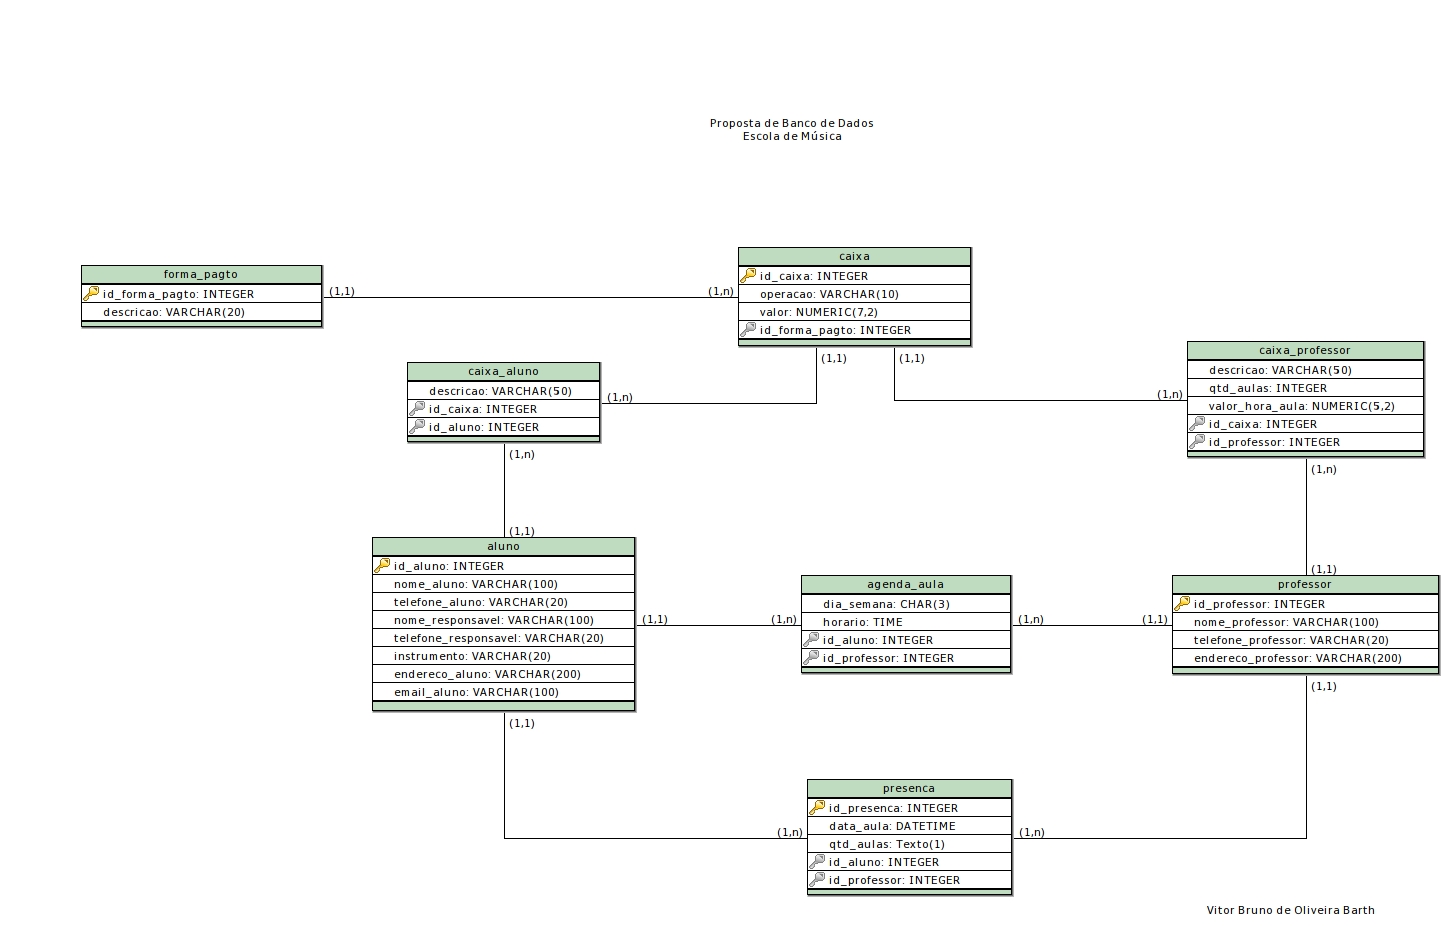 Proposta de Banco de Dados
Escola de Música
forma_pagto
id_forma_pagto: INTEGER
descricao: VARCHAR(20)
(1,1)
(1,n)
caixa
id_caixa: INTEGER
operacao: VARCHAR(10)
valor: NUMERIC(7,2)
id_forma_pagto: INTEGER
(1,1)
(1,1)
caixa_aluno
descricao: VARCHAR(50)
id_caixa: INTEGER
id_aluno: INTEGER
(1,n)
(1,n)
caixa_professor
descricao: VARCHAR(50)
qtd_aulas: INTEGER
valor_hora_aula: NUMERIC(5,2)
id_caixa: INTEGER
id_professor: INTEGER
(1,n)
(1,n)
(1,1)
aluno
id_aluno: INTEGER
nome_aluno: VARCHAR(100)
telefone_aluno: VARCHAR(20)
nome_responsavel: VARCHAR(100)
telefone_responsavel: VARCHAR(20)
instrumento: VARCHAR(20)
endereco_aluno: VARCHAR(200)
email_aluno: VARCHAR(100)
(1,1)
(1,n)
agenda_aula
dia_semana: CHAR(3)
horario: TIME
id_aluno: INTEGER
id_professor: INTEGER
(1,n)
(1,1)
(1,1)
professor
id_professor: INTEGER
nome_professor: VARCHAR(100)
telefone_professor: VARCHAR(20)
endereco_professor: VARCHAR(200)
(1,1)
(1,1)
presenca
id_presenca: INTEGER
data_aula: DATETIME
qtd_aulas: Texto(1)
id_aluno: INTEGER
id_professor: INTEGER
(1,n)
(1,n)
Vitor Bruno de Oliveira Barth